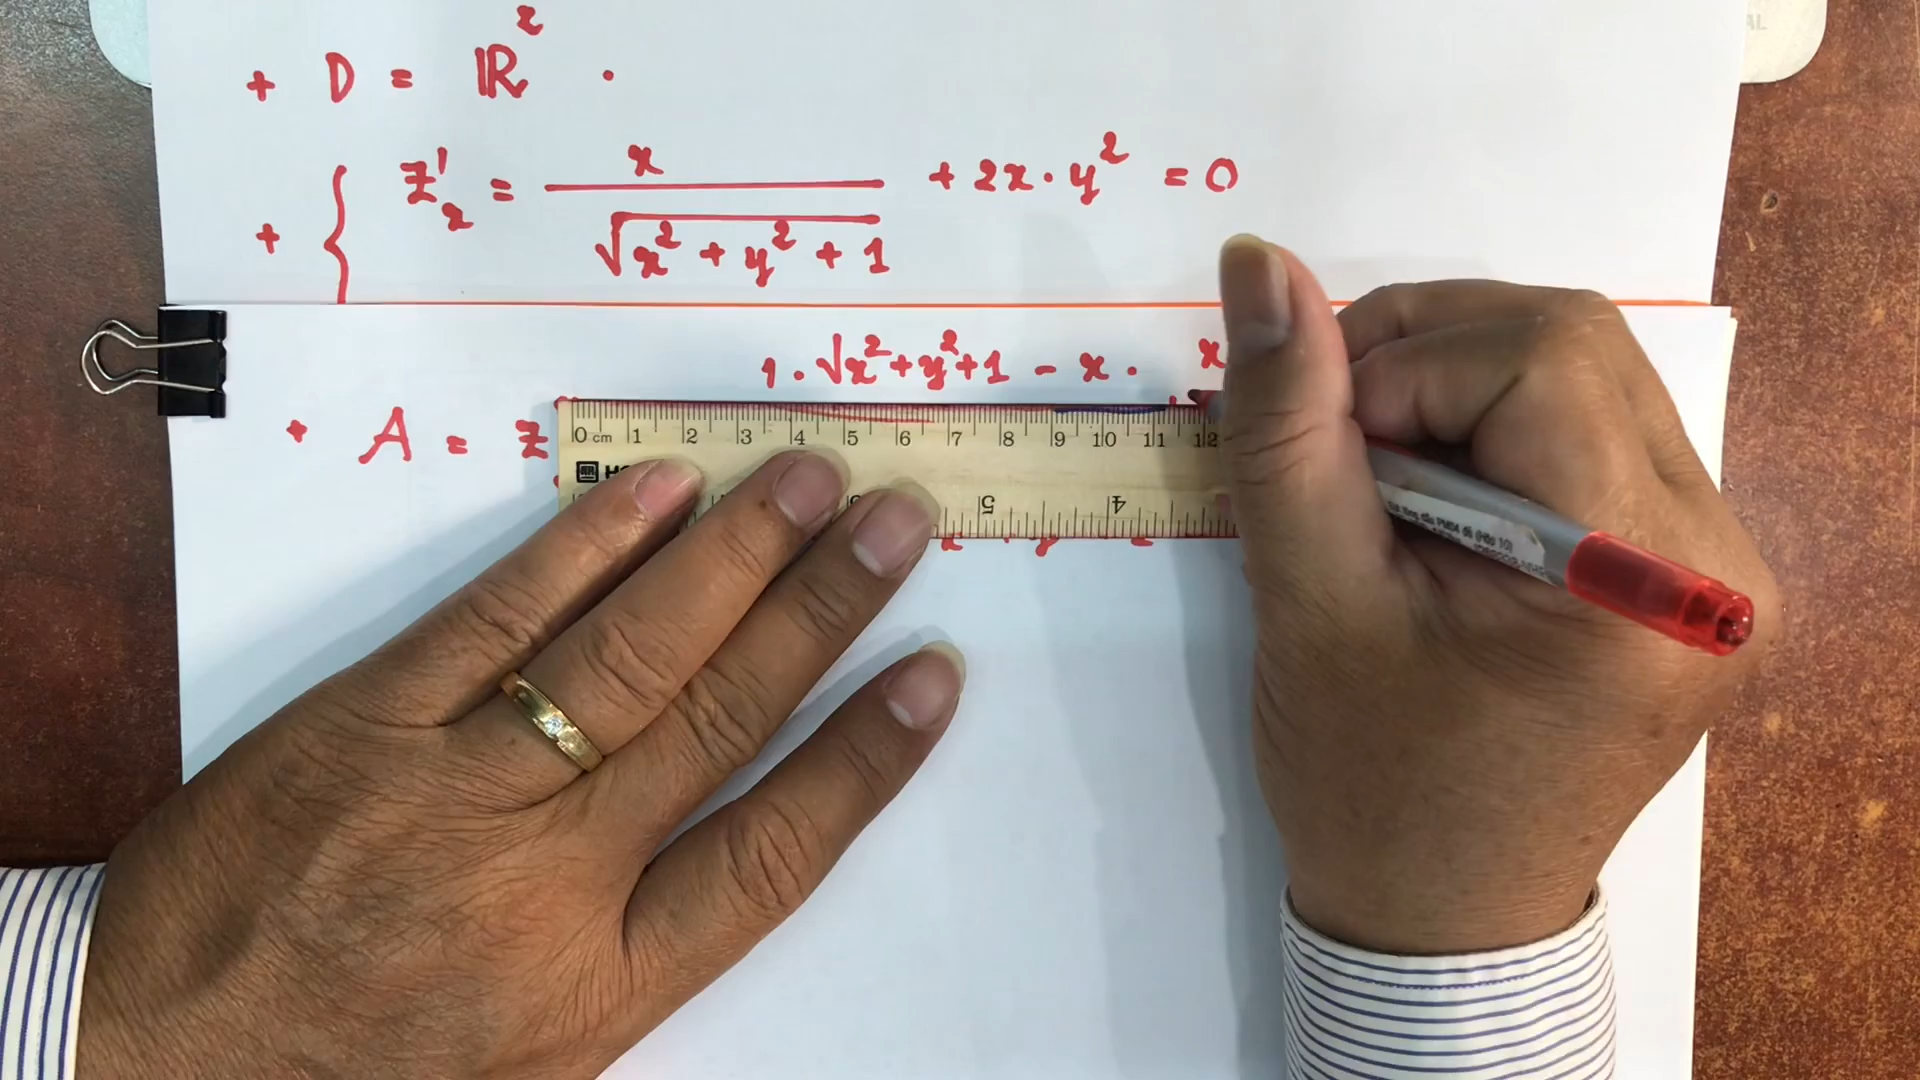 + D = ℝ² .
+ { z'ₓ = x / √(x² + y² + 1) + 2x · y² = 0
1 . √x² + y² + 1 - x . x
+ A = z
0 cm 1 2 3 4 5 6 7 8 9 10 11 12
5 4